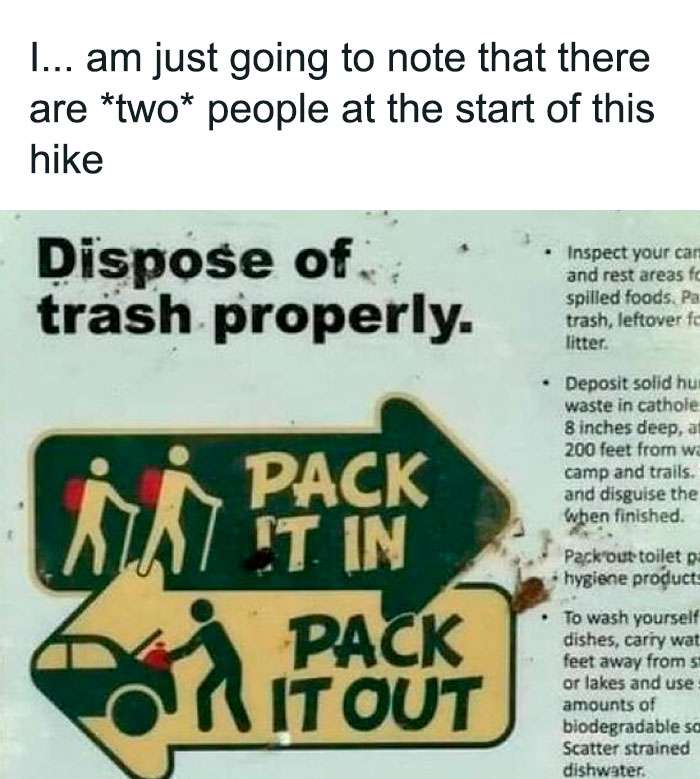 I... am just going to note that there
are *two* people at the start of this
hike
Dispose of
trash properly.
PACK
IT IN
PACK
IT OUT
• Inspect your
and rest areas
spilled foods.
trash, leftover
litter.
• Deposit solid
waste in cathole
8 inches deep,
200 feet from
camp and trails.
and disguise the
when finished.
• Pack out toilet
hygiene
• To wash yourself
dishes, carry
feet away from
or lakes and use
amounts of
biodegradable
Scatter strained
dishwater.